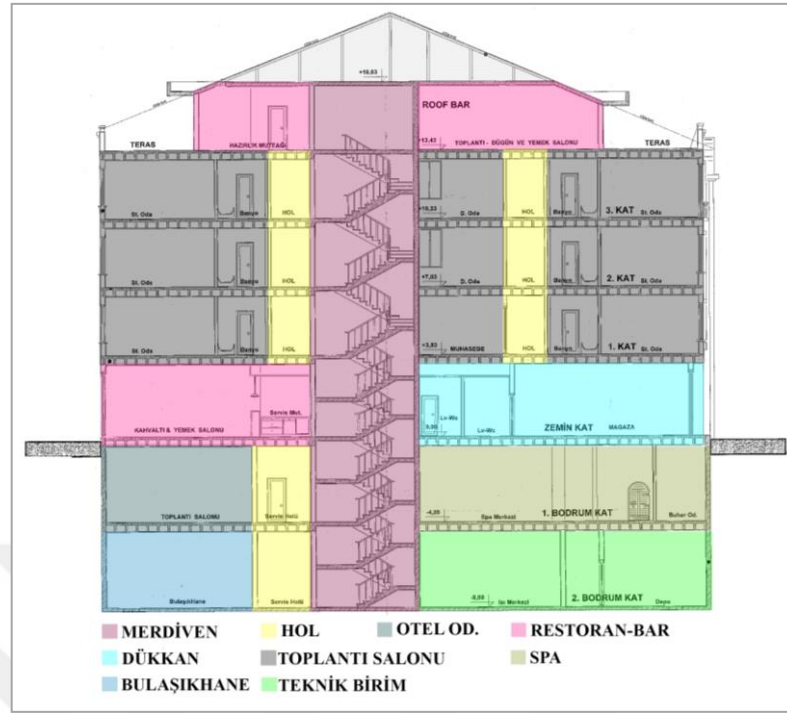 +16,63
ROOF BAR
+13,43
TERAS HAZIRLIK MUTFAĞI TOPLANTI - DÜĞÜN VE YEMEK SALONU TERAS
+10,23 3. KAT
St. Oda Banyo HOL D. Oda HOL Banyo St. Oda
+7,03 2. KAT
St. Oda Banyo HOL D. Oda HOL Banyo St. Oda
+3,83 1. KAT
St. Oda Banyo HOL MUHASEBE HOL Banyo St. Oda
Servis Mut. Lv-Wc
KAHVALTI & YEMEK SALONU 0,00 Lv-Wc ZEMİN KAT MAGAZA
-4,05 1. BODRUM KAT
TOPLANTI SALONU Servis Holü Spa Merkezi Buhar Od.
2. BODRUM KAT
Bulaşıkhane Servis Holü Isı Merkezi Depo
MERDİVEN HOL OTEL OD. RESTORAN-BAR
DÜKKAN TOPLANTI SALONU SPA
BULAŞIKHANE TEKNİK BİRİM